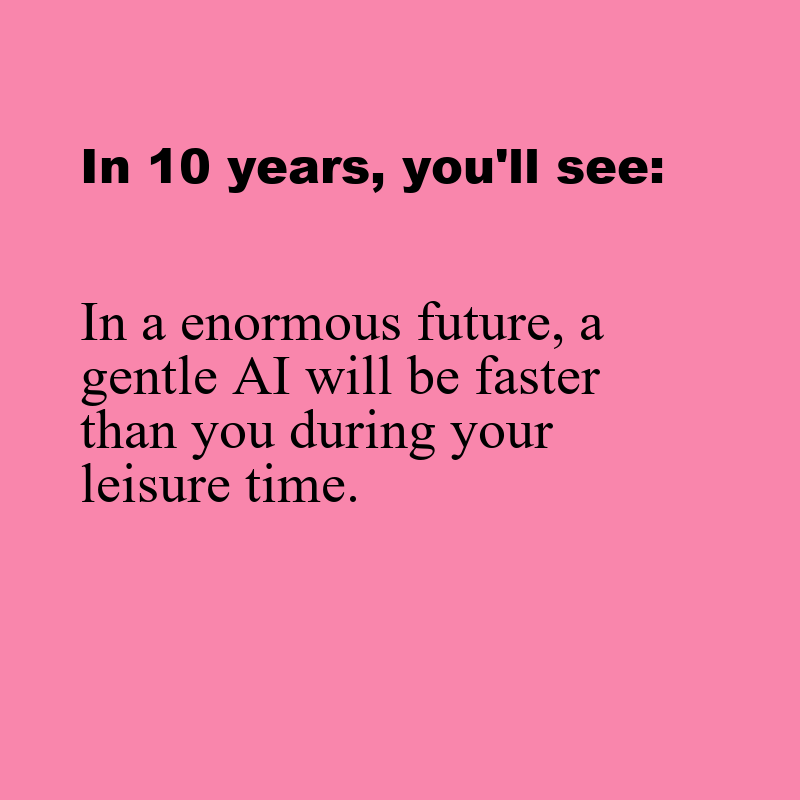 In 10 years, you'll see:
In a enormous future, a
gentle AI will be faster
than you during your
leisure time.